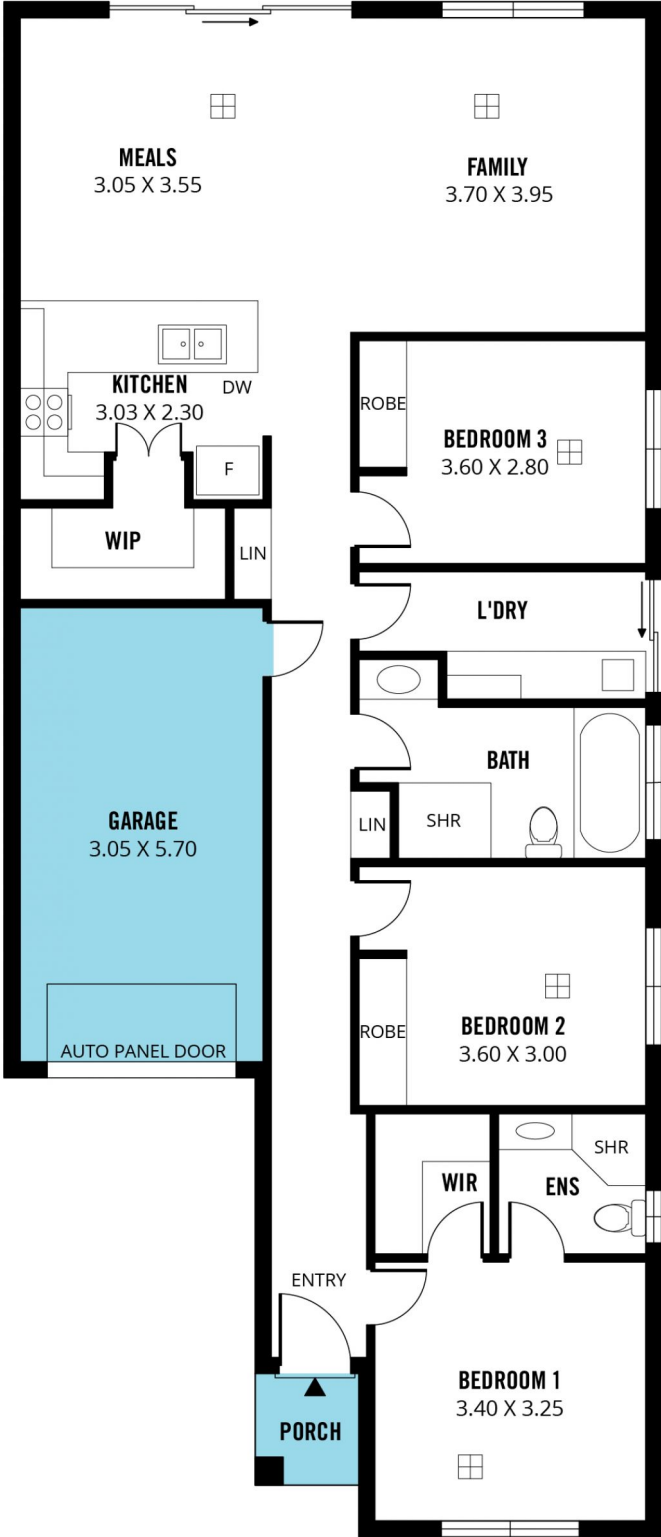 MEALS
3.05 X 3.55
FAMILY
3.70 X 3.95
KITCHEN
3.03 X 2.30
DW
F
ROBE
BEDROOM 3
3.60 X 2.80
WIP
LIN
L'DRY
GARAGE
3.05 X 5.70
AUTO PANEL DOOR
BATH
LIN
SHR
ROBE
BEDROOM 2
3.60 X 3.00
WIR
ENS
SHR
ENTRY
PORCH
BEDROOM 1
3.40 X 3.25